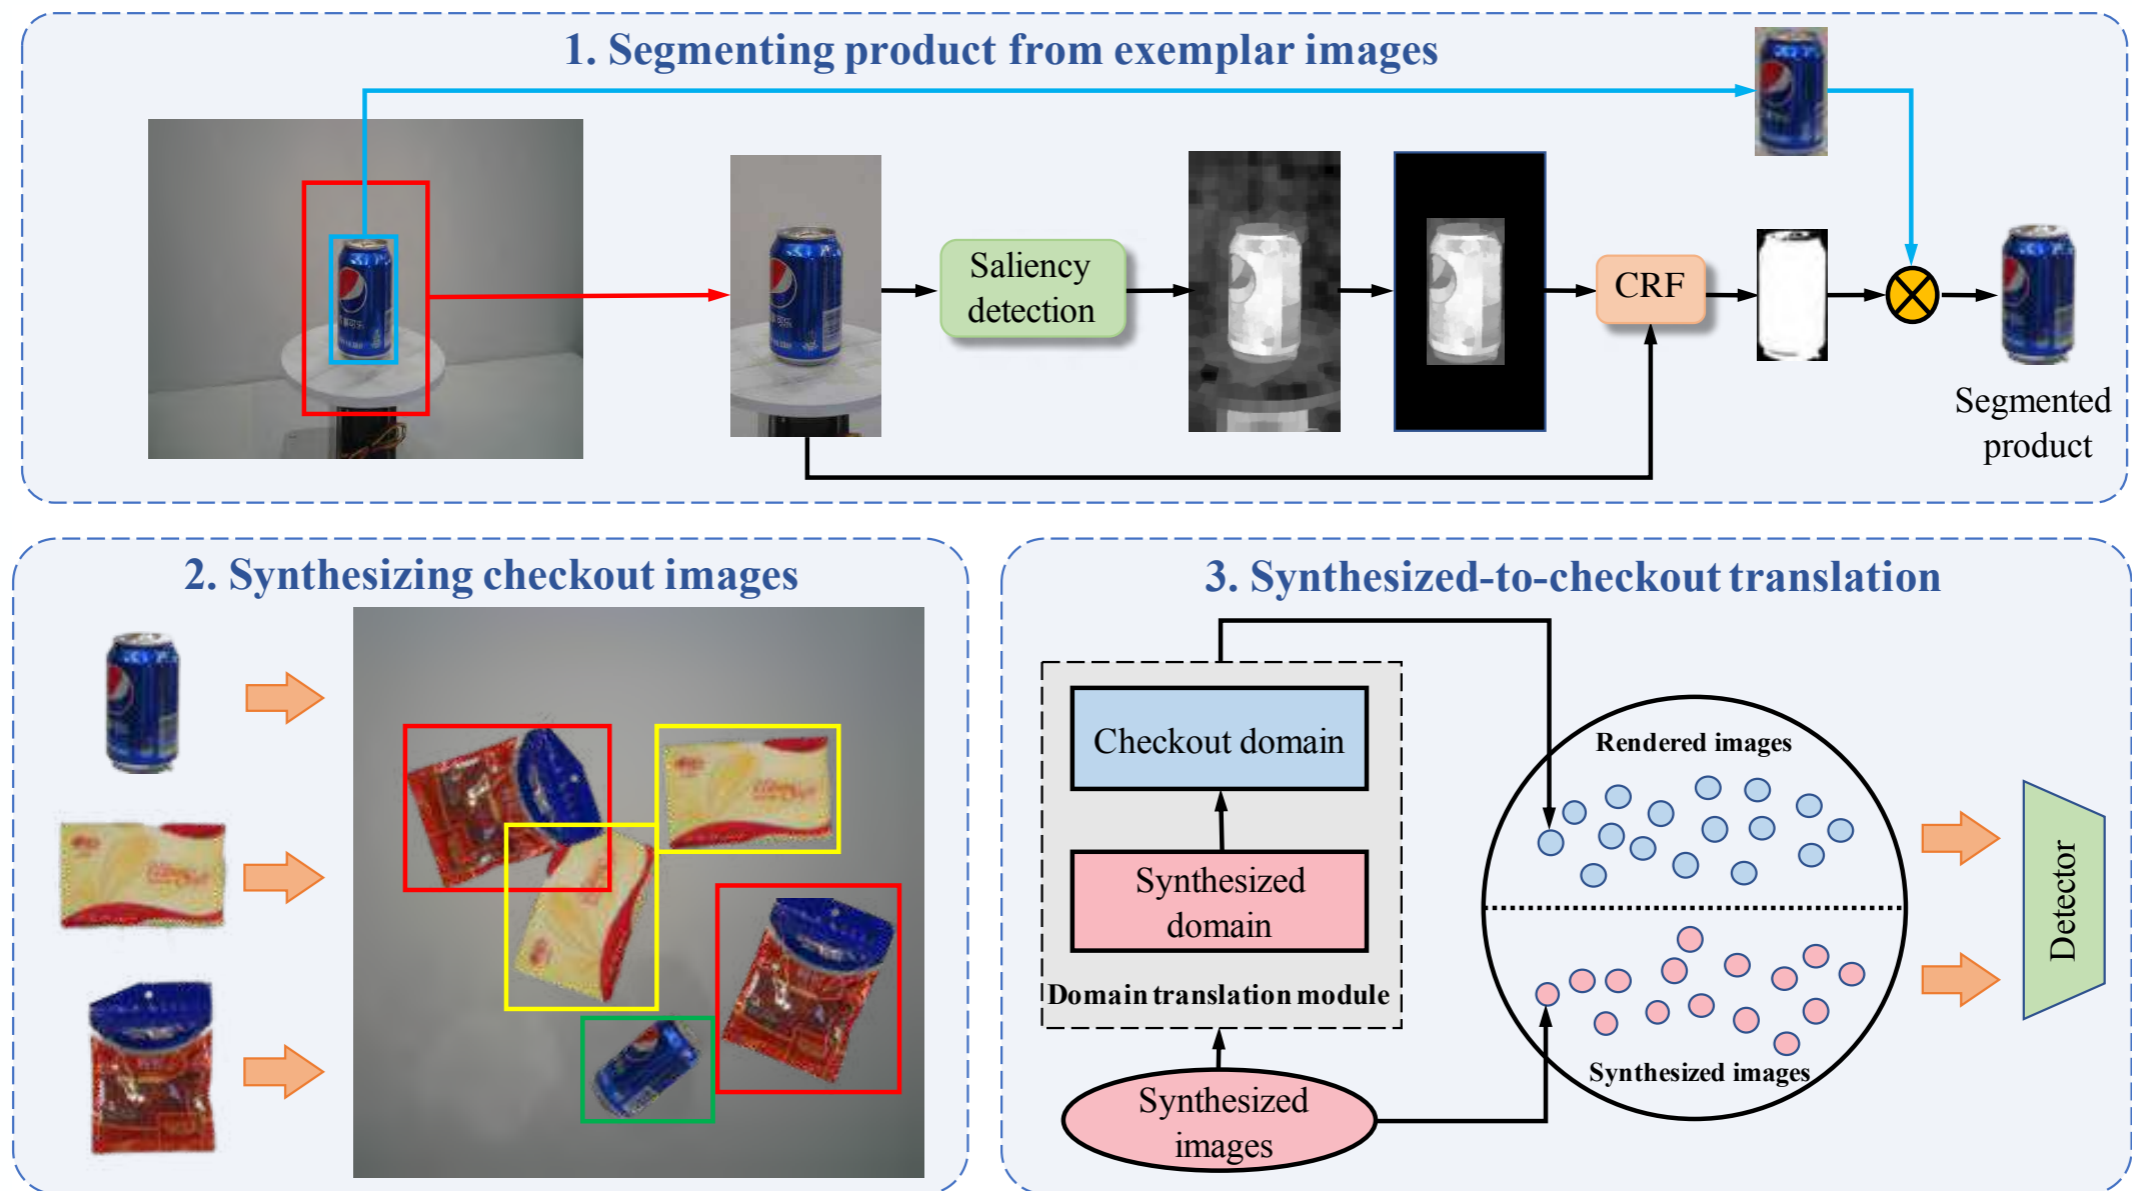 1. Segmenting product from exemplar images
Saliency
detection
CRF
Segmented
product
2. Synthesizing checkout images
3. Synthesized-to-checkout translation
Checkout domain
Synthesized
domain
Domain translation module
Synthesized
images
Rendered images
Synthesized images
Detector